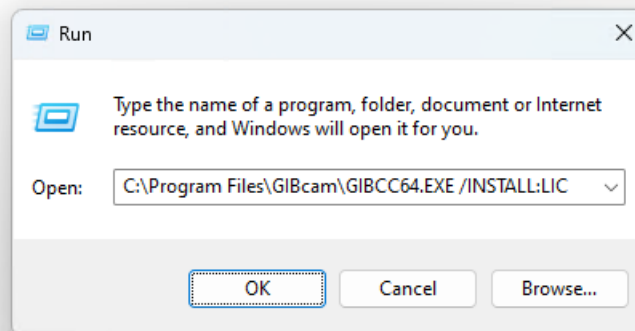 Run
Type the name of a program, folder, document or Internet
resource, and Windows will open it for you.
Open: C:\Program Files\GIBcam\GIBCC64.EXE /INSTALL:LIC
OK Cancel Browse...